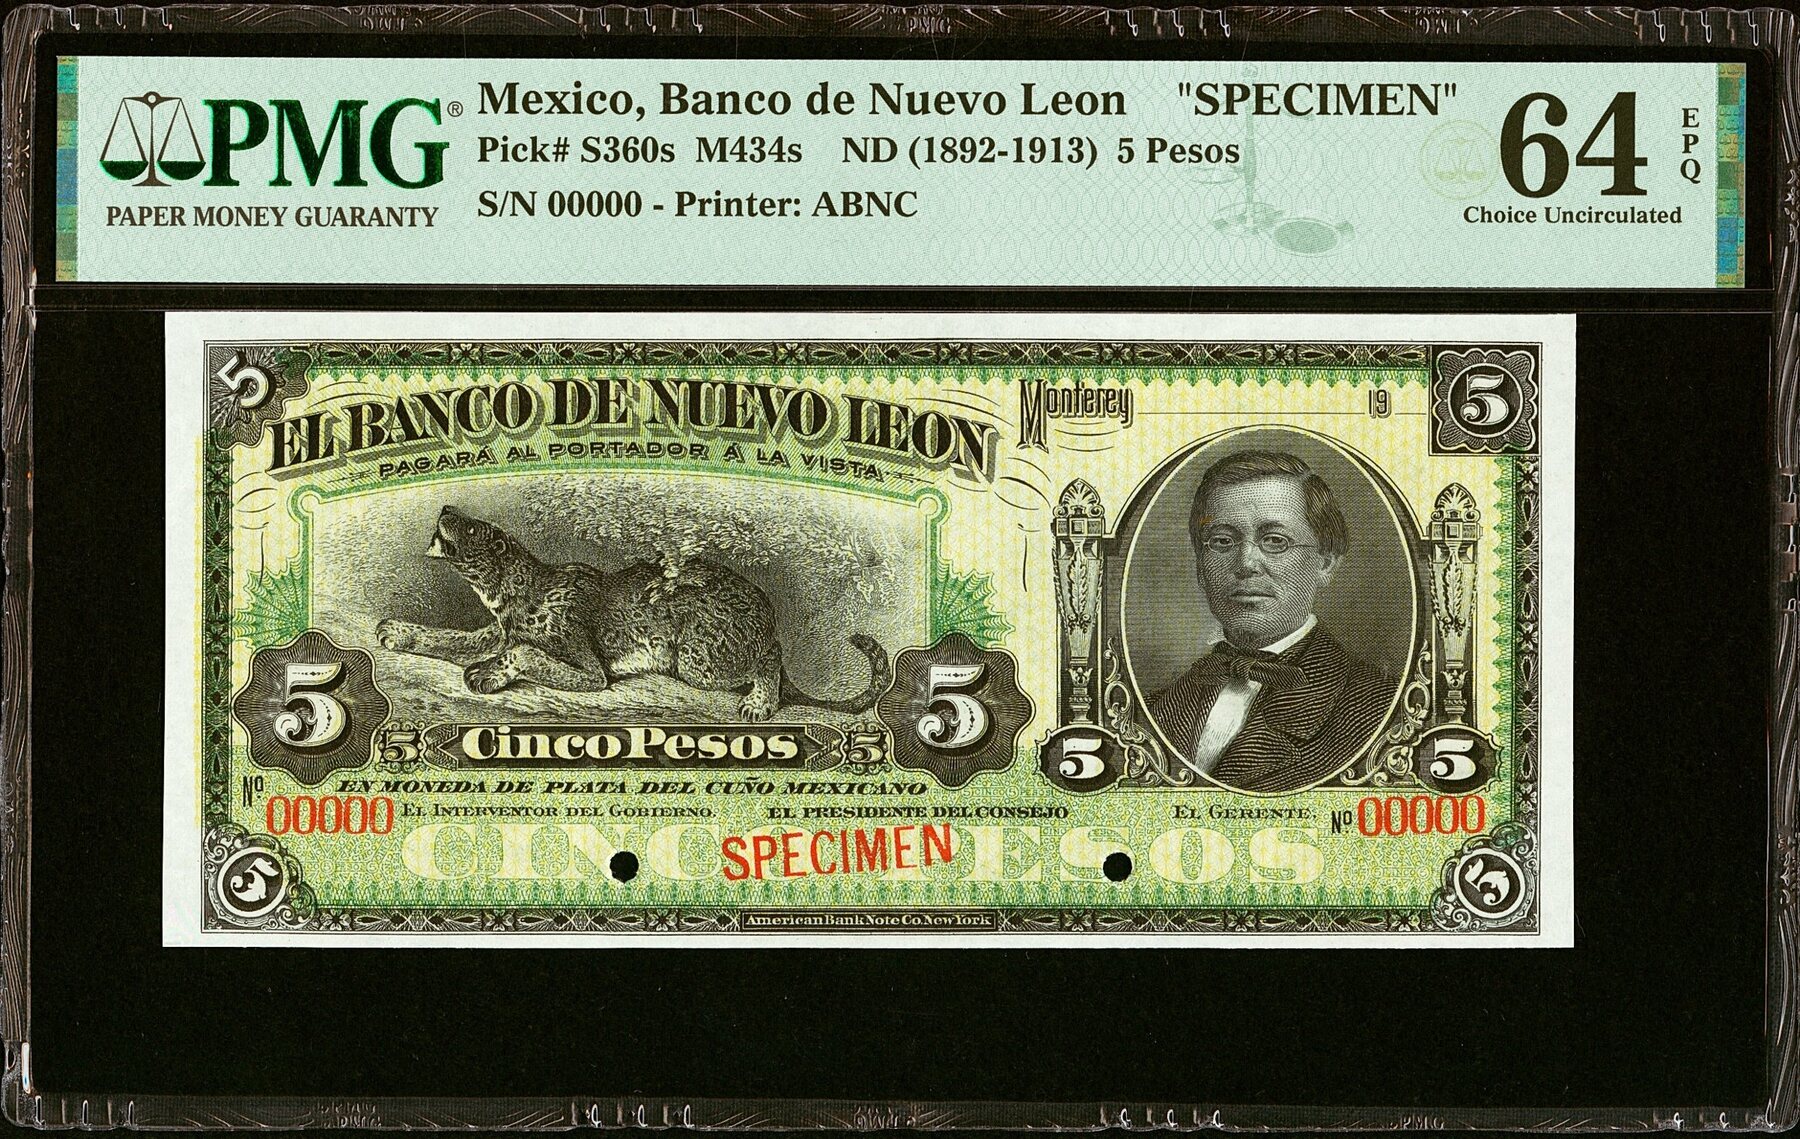 PMG®
PAPER MONEY GUARANTY
Mexico, Banco de Nuevo Leon "SPECIMEN"
Pick# S360s M434s ND (1892-1913) 5 Pesos
S/N 00000 - Printer: ABNC
64
EPQ
Choice Uncirculated
5
5
EL BANCO DE NUEVO LEON
PAGARÁ AL PORTADOR Á LA VISTA
Monterey 19
5
5
5
Cinco Pesos
5
5
5
EN MONEDA DE PLATA DEL CUÑO MEXICANO
No 00000
EL INTERVENTOR DEL GOBIERNO.
EL PRESIDENTE DEL CONSEJO
EL GERENTE.
No 00000
CINCO PESOS
SPECIMEN
5
5
American Bank Note Co. New York